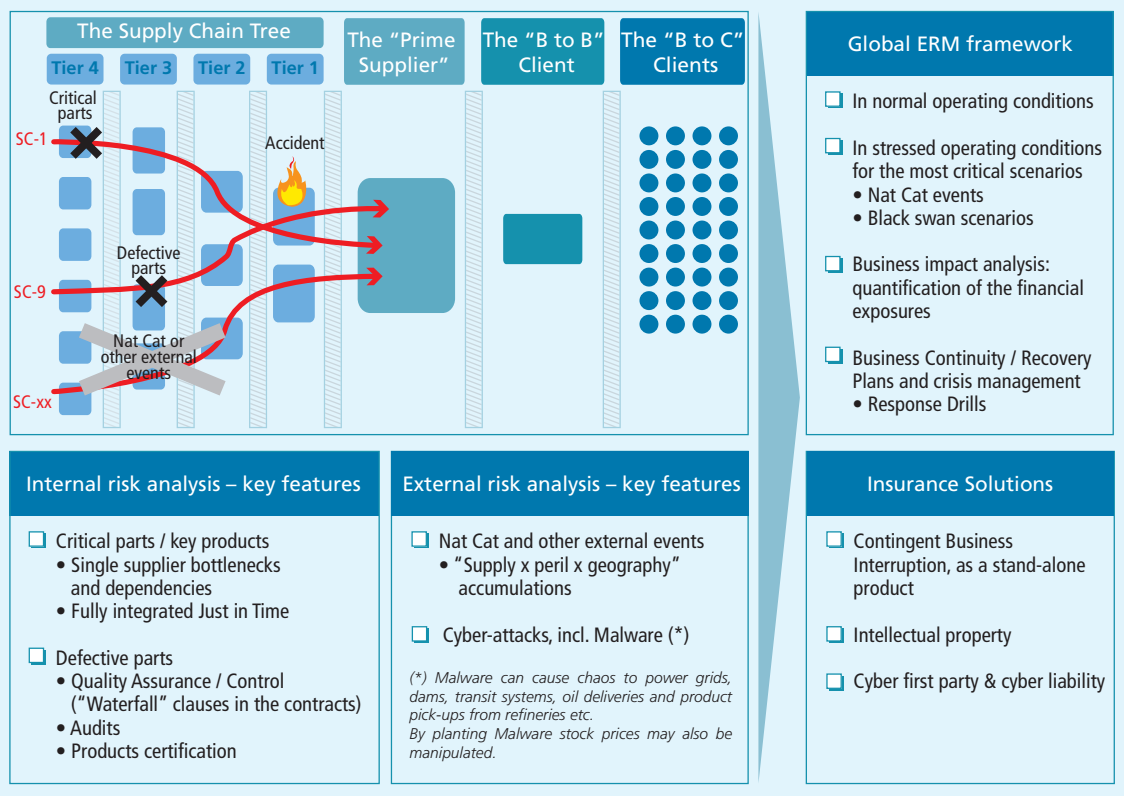 The Supply Chain Tree
Tier 4
Tier 3
Tier 2
Tier 1
The “Prime
Supplier”
The “B to B”
Client
The “B to C”
Clients
Critical
parts
SC-1
Accident
Defective
parts
SC-9
Nat Cat or
other external
events
SC-xx
Global ERM framework
In normal operating conditions
In stressed operating conditions
for the most critical scenarios
• Nat Cat events
• Black swan scenarios
Business impact analysis:
quantification of the financial
exposures
Business Continuity / Recovery
Plans and crisis management
• Response Drills
Internal risk analysis – key features
Critical parts / key products
• Single supplier bottlenecks
and dependencies
• Fully integrated Just in Time
Defective parts
• Quality Assurance / Control
(“Waterfall” clauses in the contracts)
• Audits
• Products certification
External risk analysis – key features
Nat Cat and other external events
• “Supply x peril x geography”
accumulations
Cyber-attacks, incl. Malware (*)
(*) Malware can cause chaos to power grids,
dams, transit systems, oil deliveries and product
pick-ups from refineries etc.
By planting Malware stock prices may also be
manipulated.
Insurance Solutions
Contingent Business
Interruption, as a stand-alone
product
Intellectual property
Cyber first party & cyber liability